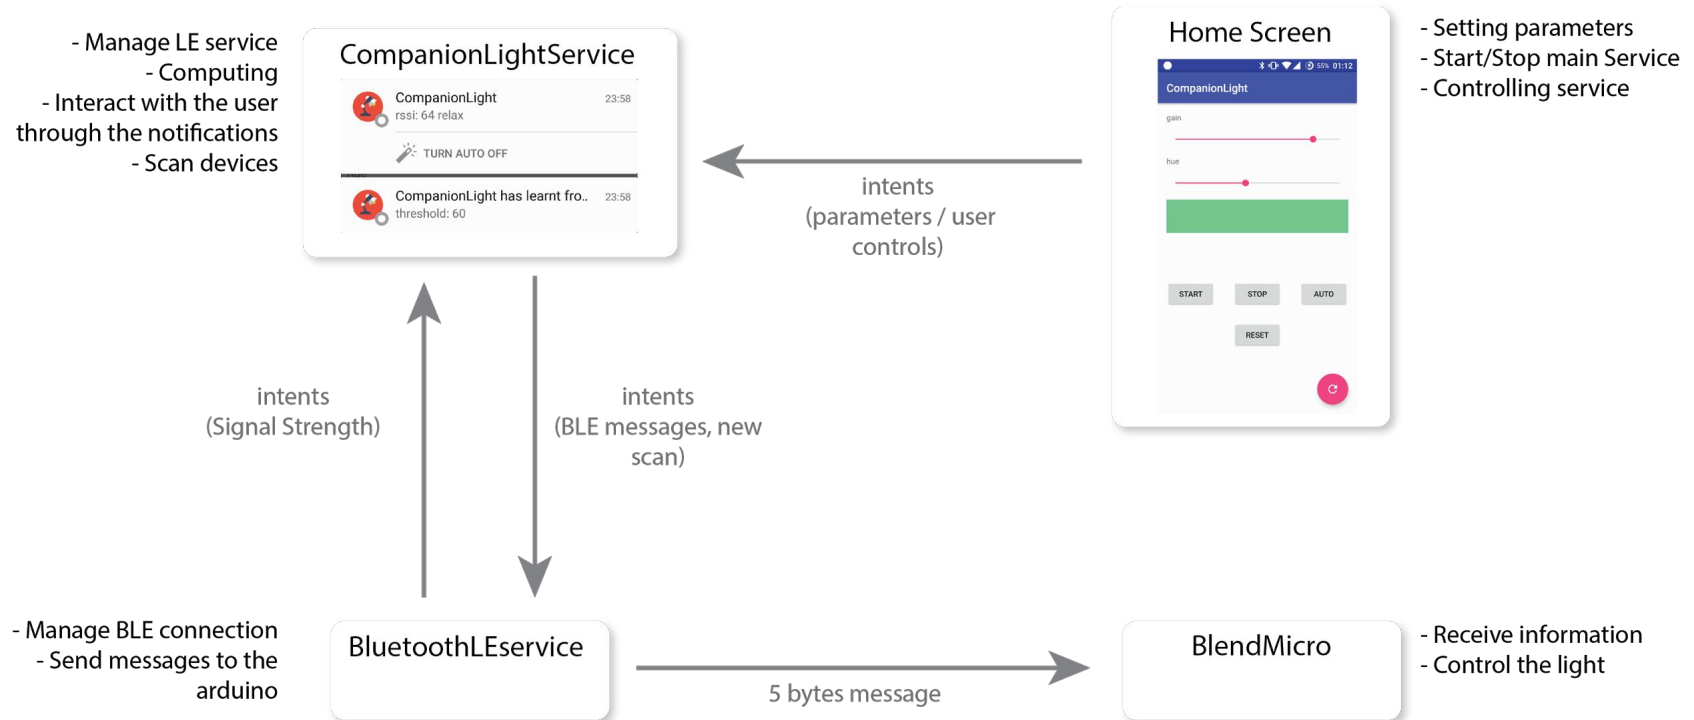 - Manage LE service
- Computing
- Interact with the user
through the notifications
- Scan devices
CompanionLightService
CompanionLight
23:58
rssi: 64 relax
TURN AUTO OFF
CompanionLight has learnt fro..
23:58
threshold: 60
intents
(parameters / user
controls)
Home Screen
55% 01:12
CompanionLight
gain
hue
START
STOP
AUTO
RESET
- Setting parameters
- Start/Stop main Service
- Controlling service
intents
(Signal Strength)
intents
(BLE messages, new
scan)
- Manage BLE connection
- Send messages to the
arduino
BluetoothLEservice
5 bytes message
BlendMicro
- Receive information
- Control the light